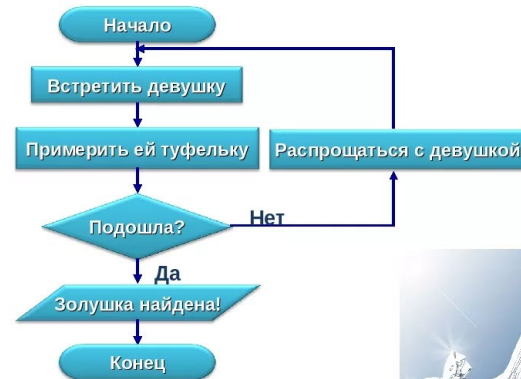 Начало
Встретить девушку
Примерить ей туфельку
Распрощаться с девушкой
Подошла?
Нет
Да
Золушка найдена!
Конец